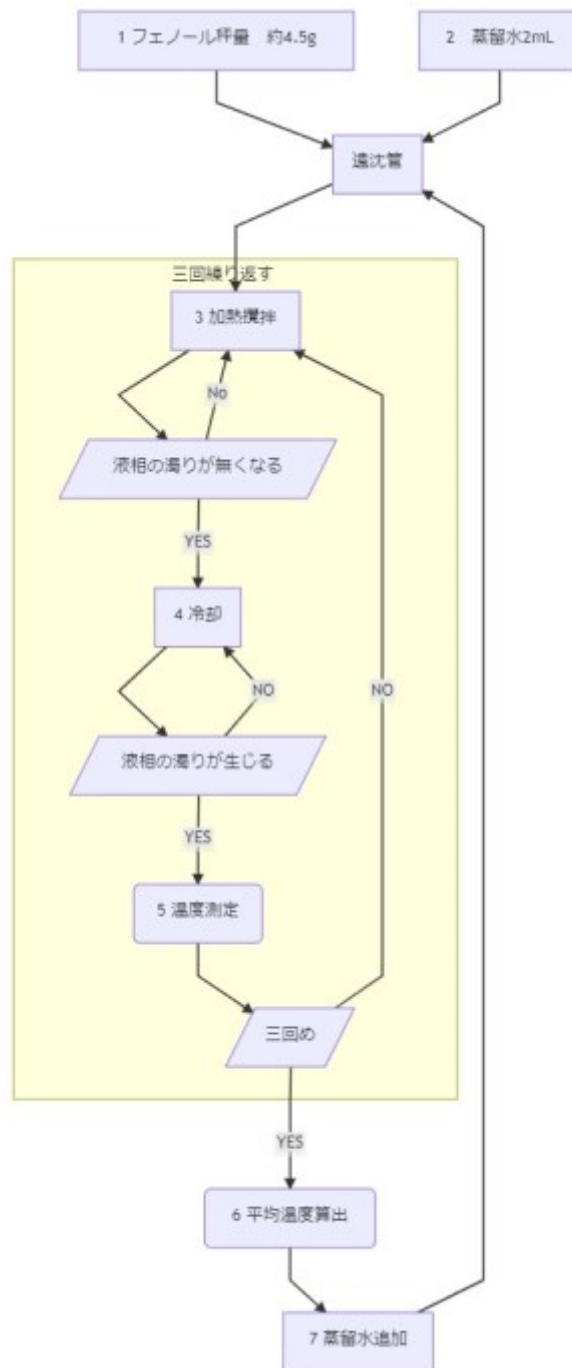 1 フェノール秤量　約4.5g
2　蒸留水2mL
遠沈管
三回繰り返す
3 加熱攪拌
No
液相の濁りが無くなる
YES
4 冷却
NO
液相の濁りが生じる
YES
NO
5 温度測定
三回め
YES
6 平均温度算出
7 蒸留水追加